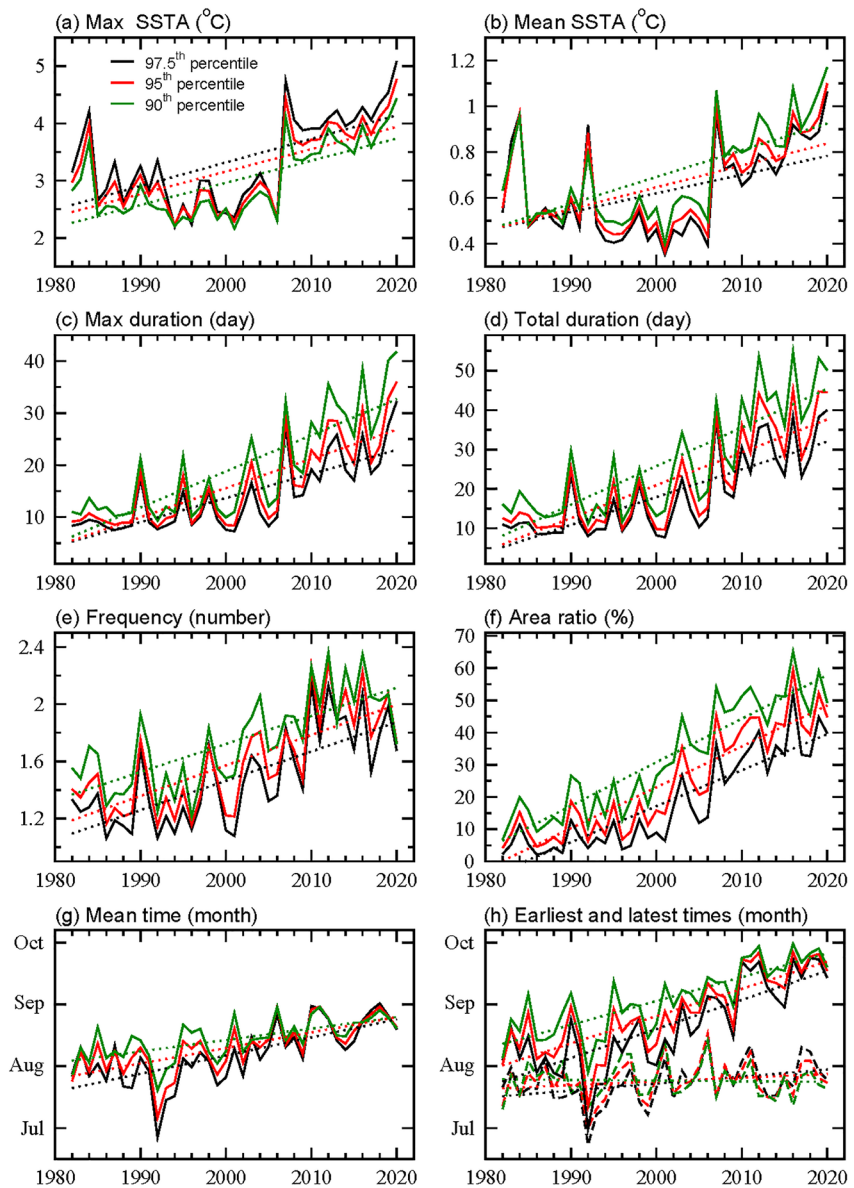 (a) Max SSTA (°C)
5
4
3
2
97.5th percentile
95th percentile
90th percentile
1980 1990 2000 2010 2020
(b) Mean SSTA (°C)
1.2
1
0.8
0.6
0.4
1980 1990 2000 2010 2020
(c) Max duration (day)
40
30
20
10
1980 1990 2000 2010 2020
(d) Total duration (day)
50
40
30
20
10
1980 1990 2000 2010 2020
(e) Frequency (number)
2.4
2
1.6
1.2
1980 1990 2000 2010 2020
(f) Area ratio (%)
70
60
50
40
30
20
10
0
1980 1990 2000 2010 2020
(g) Mean time (month)
Oct
Sep
Aug
Jul
1980 1990 2000 2010 2020
(h) Earliest and latest times (month)
Oct
Sep
Aug
Jul
1980 1990 2000 2010 2020